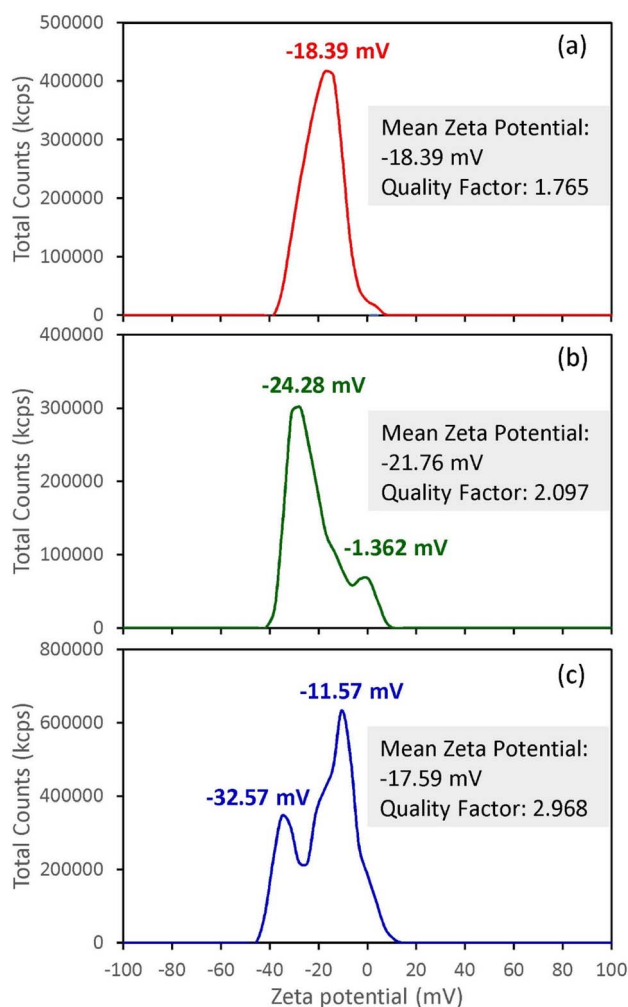 500000
400000
300000
200000
100000
0
Total Counts (kcps)
-18.39 mV
(a)
Mean Zeta Potential:
-18.39 mV
Quality Factor: 1.765
400000
300000
200000
100000
0
Total Counts (kcps)
-24.28 mV
-1.362 mV
(b)
Mean Zeta Potential:
-21.76 mV
Quality Factor: 2.097
800000
600000
400000
200000
0
Total Counts (kcps)
-32.57 mV
-11.57 mV
(c)
Mean Zeta Potential:
-17.59 mV
Quality Factor: 2.968
-100 -80 -60 -40 -20 0 20 40 60 80 100
Zeta potential (mV)